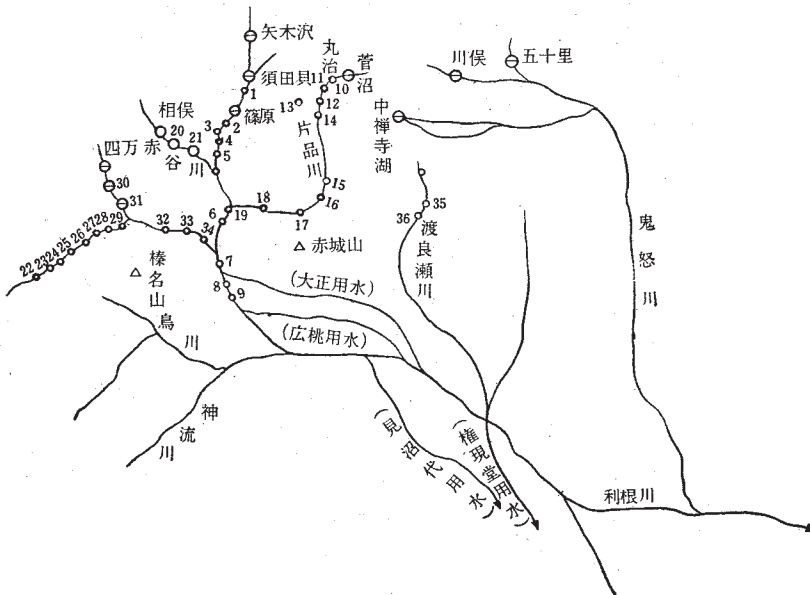 矢木沢
須田貝
1
丸治
菅沼
11
10
13
12
14
川俣
五十里
相俣
篠原
2
3
4
5
20
21
中禅寺湖
四万
赤谷川
片品川
30
31
15
16
18
17
6
19
35
36
渡良瀬川
鬼怒川
22 23 24 25 26 27 28 29
32
33
34
赤城山
7
8
9
榛名山
(大正用水)
(広桃用水)
烏川
神流川
(見沼代用水)
(権現堂用水)
利根川